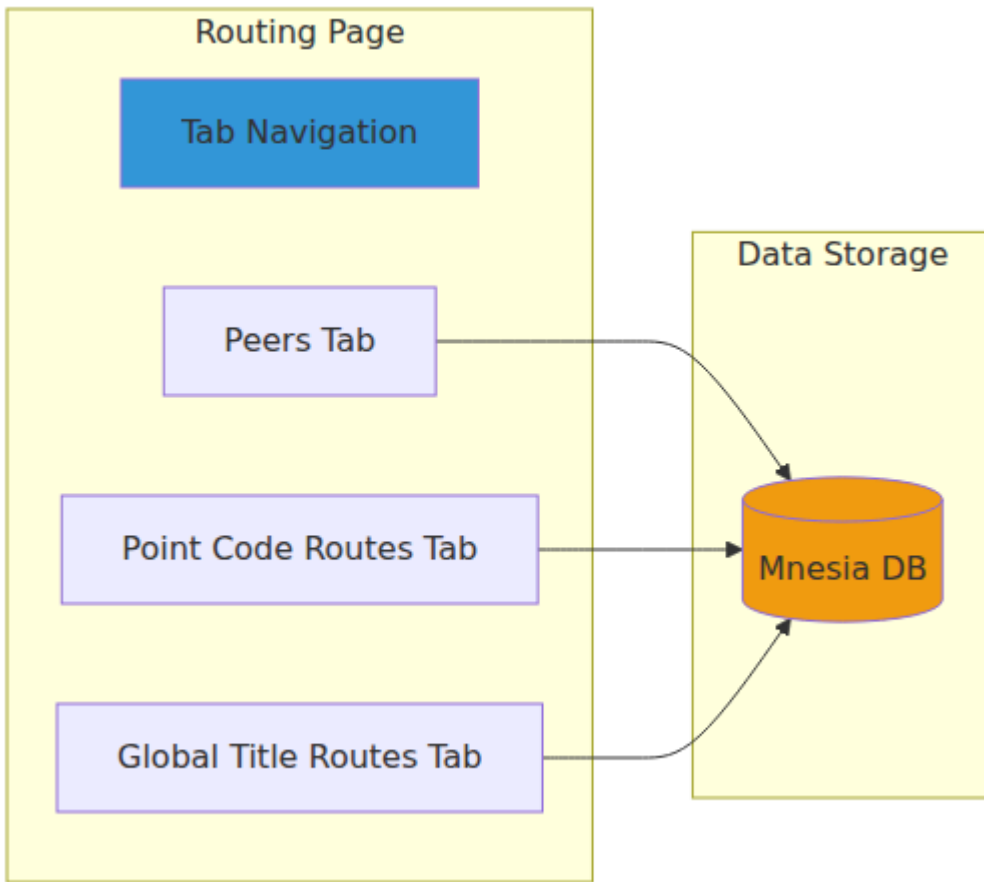 Routing Page
Tab Navigation
Data Storage
Peers Tab
Point Code Routes Tab
Mnesia DB
Global Title Routes Tab